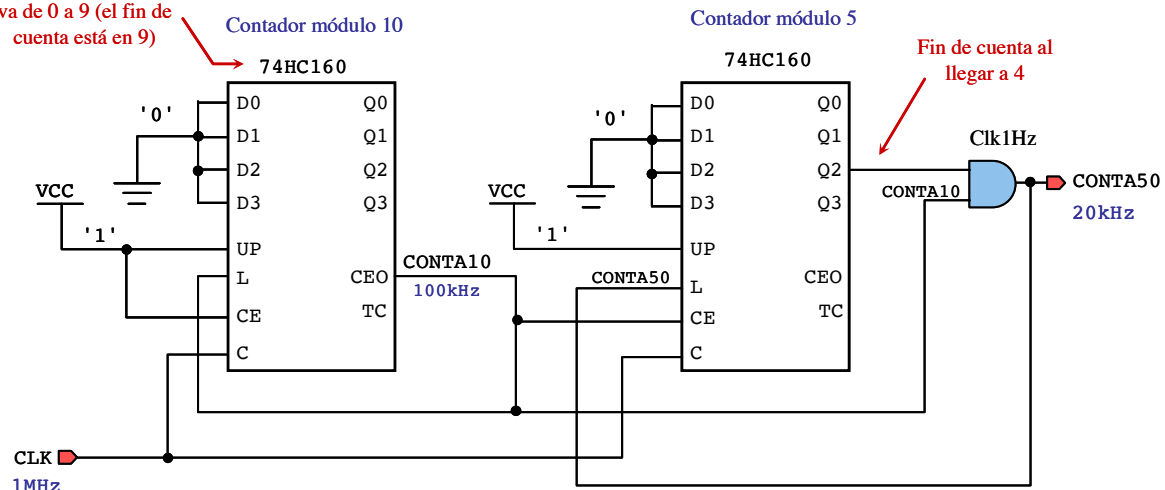 va de 0 a 9 (el fin de
cuenta está en 9)
Contador módulo 10
74HC160
'0'
D0
D1
D2
D3
Q0
Q1
Q2
Q3
VCC
'1'
UP
L
CE
C
CEO
TC
CONTA10
100kHz
CLK
1MHz
Contador módulo 5
74HC160
'0'
D0
D1
D2
D3
Q0
Q1
Q2
Q3
VCC
'1'
UP
CONTA50
L
CE
C
CEO
TC
Fin de cuenta al
llegar a 4
Clk1Hz
CONTA10
CONTA50
20kHz